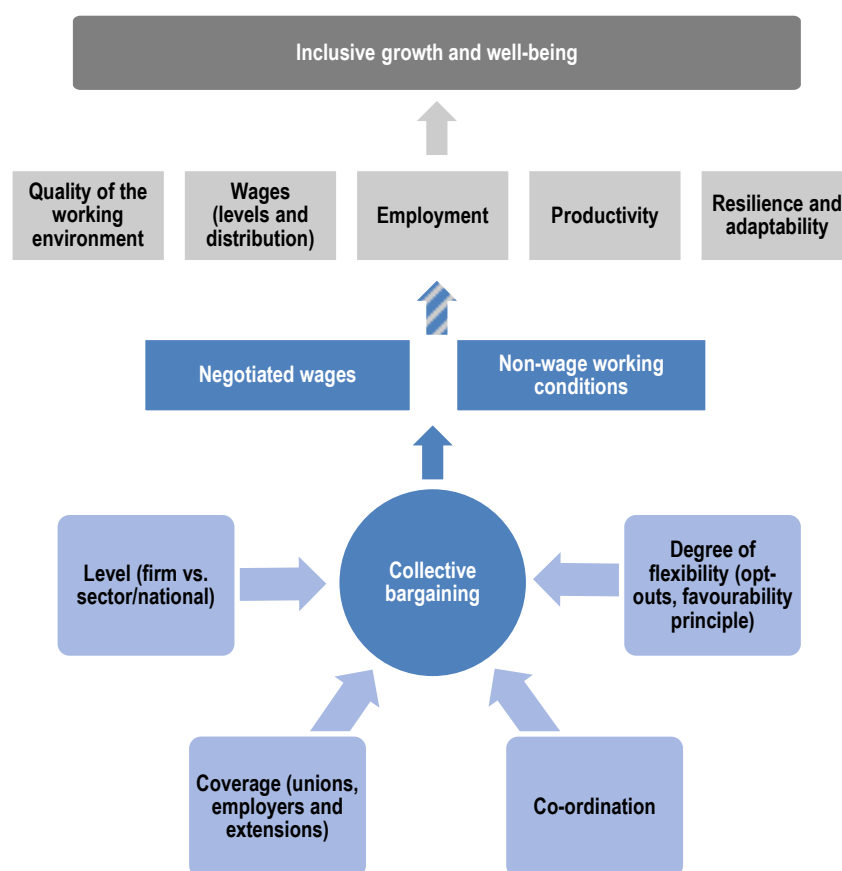 Inclusive growth and well-being
Quality of the
working
environment
Wages
(levels and
distribution)
Employment
Productivity
Resilience and
adaptability
Negotiated wages
Non-wage working
conditions
Level (firm vs.
sector/national)
Collective
bargaining
Degree of
flexibility (opt-
outs, favourability
principle)
Coverage (unions,
employers and
extensions)
Co-ordination